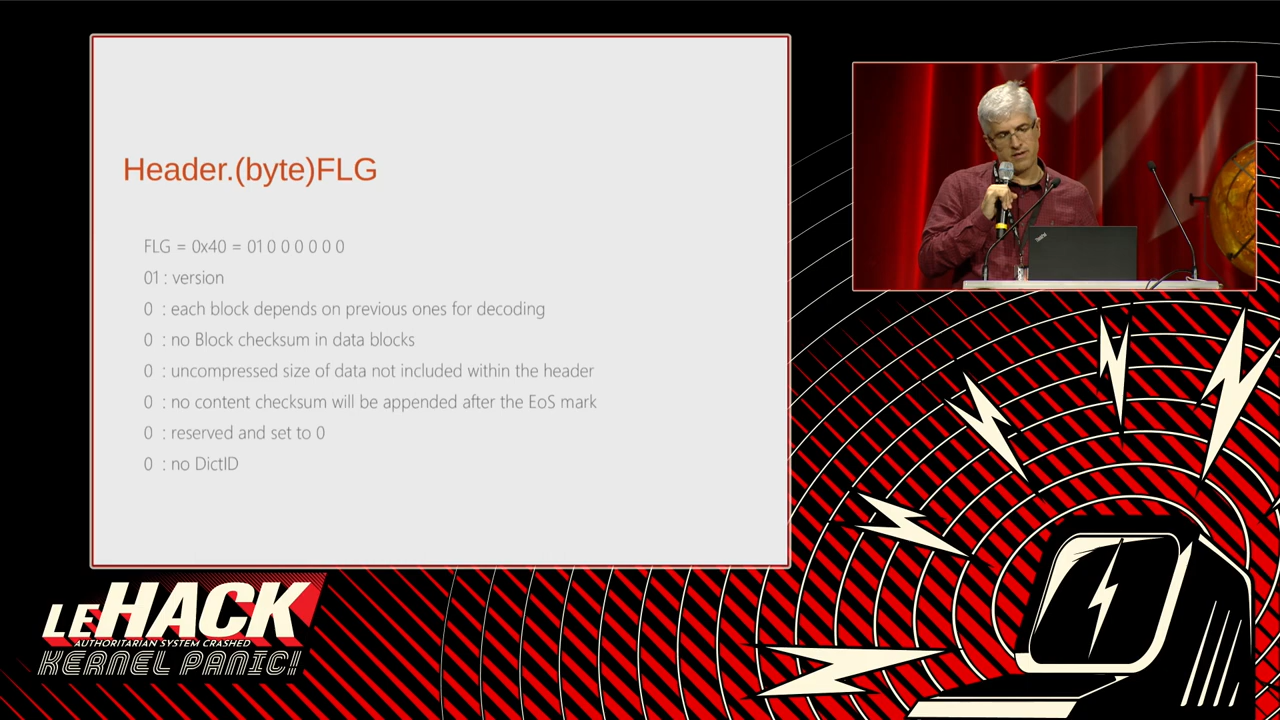 Header.(byte)FLG
FLG = 0x40 = 01 0 0 0 0 0 0
01 : version
0 : each block depends on previous ones for decoding
0 : no Block checksum in data blocks
0 : uncompressed size of data not included within the header
0 : no content checksum will be appended after the EoS mark
0 : reserved and set to 0
0 : no DictID
LEHACK
AUTHORITARIAN SYSTEM CRASHED
KERNEL PANIC!
ThinkPad